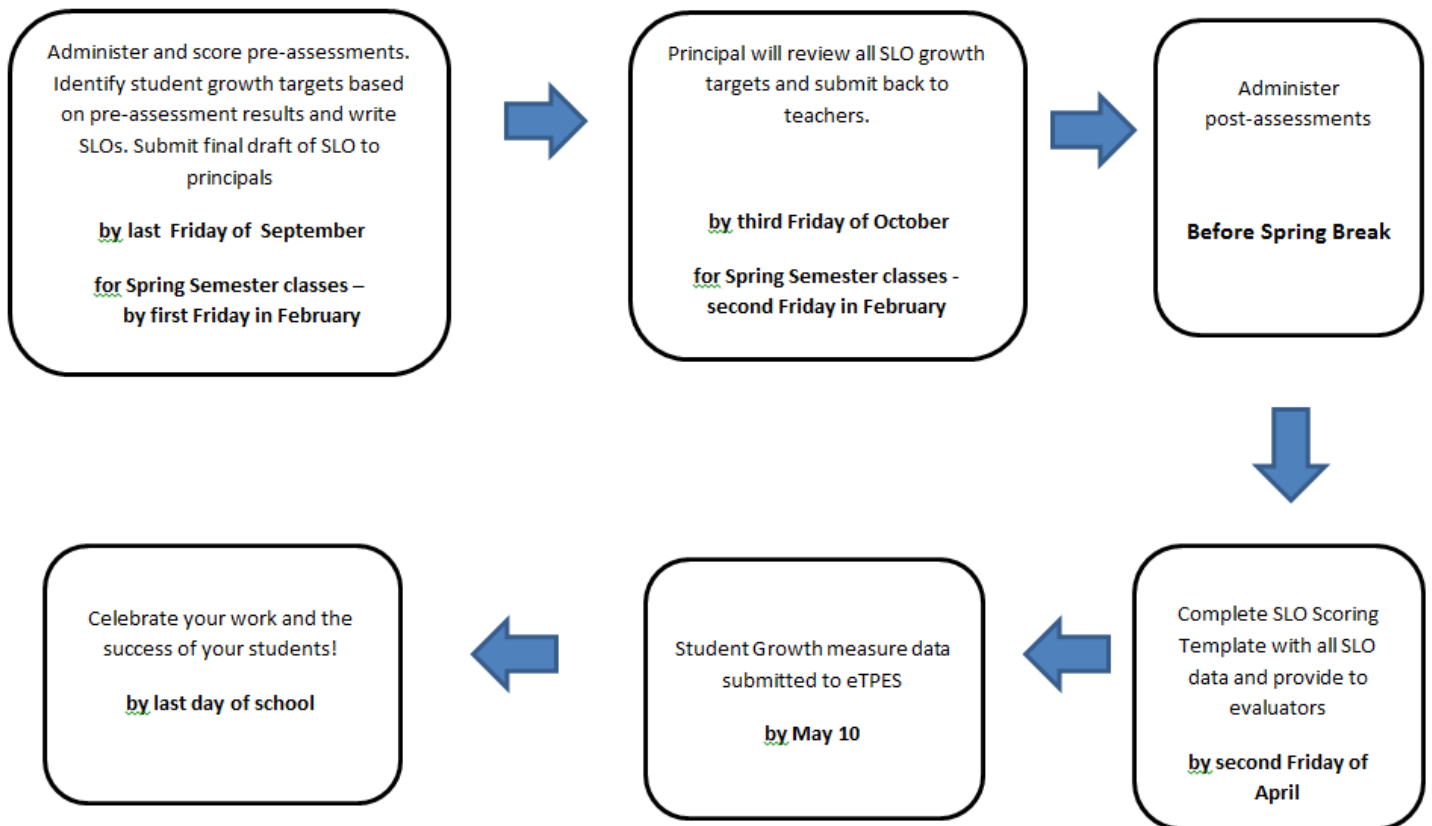 Administer and score pre-assessments.
Identify student growth targets based
on pre-assessment results and write
SLOs. Submit final draft of SLO to
principals
by last Friday of September
for Spring Semester classes –
by first Friday in February
Principal will review all SLO growth
targets and submit back to
teachers.
by third Friday of October
for Spring Semester classes -
second Friday in February
Administer
post-assessments
Before Spring Break
Complete SLO Scoring
Template with all SLO
data and provide to
evaluators
by second Friday of
April
Student Growth measure data
submitted to eTPES
by May 10
Celebrate your work and the
success of your students!
by last day of school